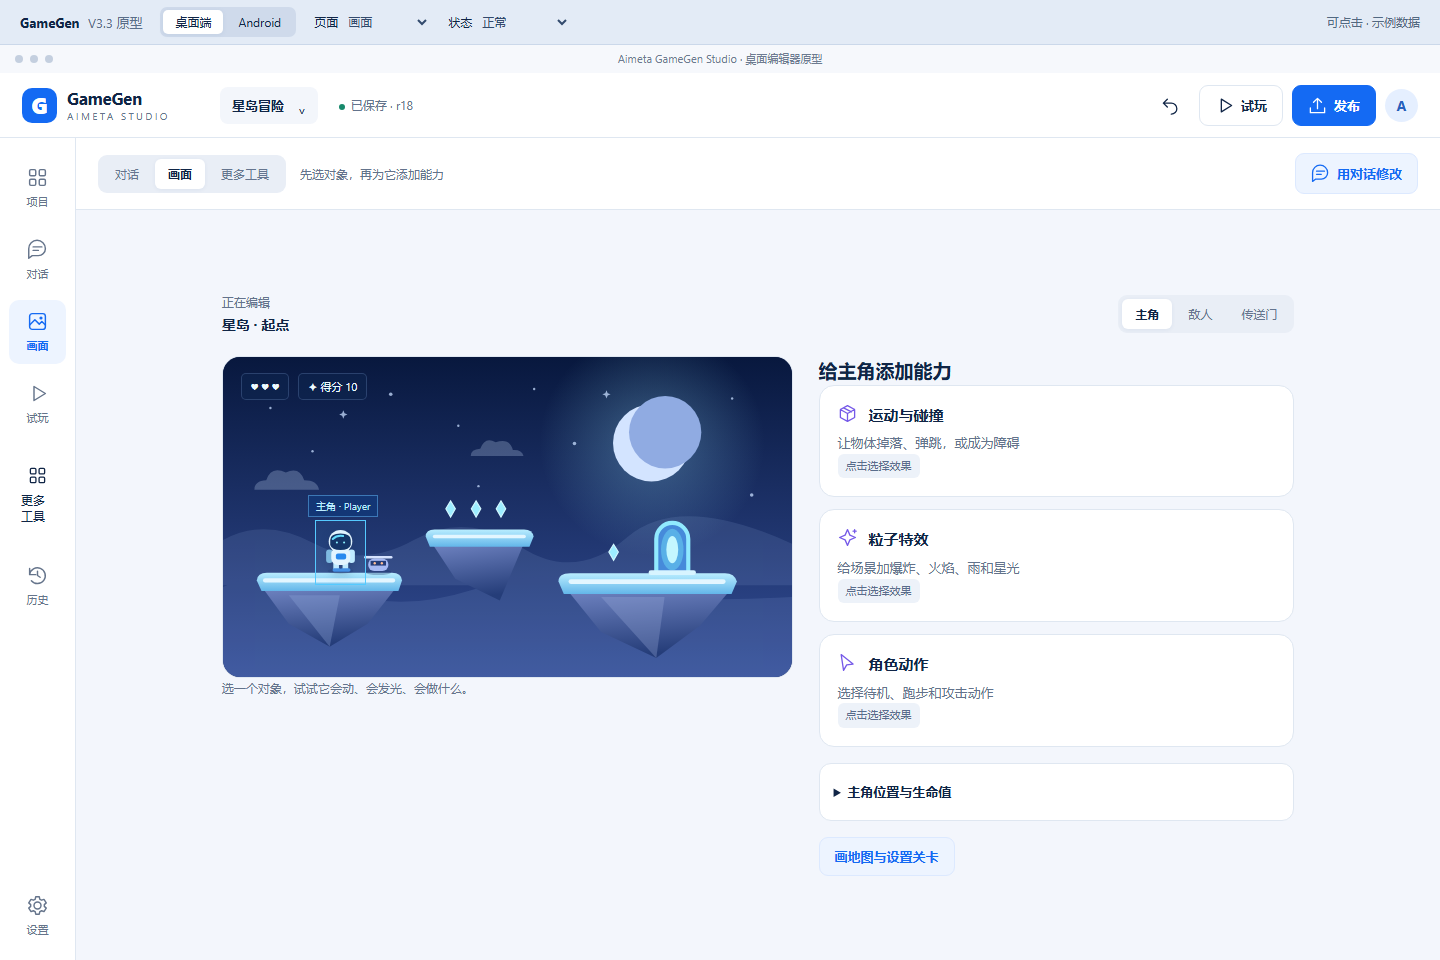 GameGen V3.3 原型 桌面端 Android 页面 画面 状态 正常 可点击 · 示例数据
Aimeta GameGen Studio · 桌面编辑器原型
G GameGen 星岛冒险 已保存 · r18 试玩 发布 A
AIMETA STUDIO
对话 画面 更多工具 先选对象，再为它添加能力 用对话修改
项目
对话
画面
试玩
更多
工具
历史
设置
正在编辑
星岛 · 起点
主角 敌人 传送门
♥ ♥ ♥ ✦ 得分 10
主角 · Player
选一个对象，试试它会动、会发光、会做什么。
给主角添加能力
运动与碰撞
让物体掉落、弹跳，或成为障碍
点击选择效果
粒子特效
给场景加爆炸、火焰、雨和星光
点击选择效果
角色动作
选择待机、跑步和攻击动作
点击选择效果
▶ 主角位置与生命值
画地图与设置关卡